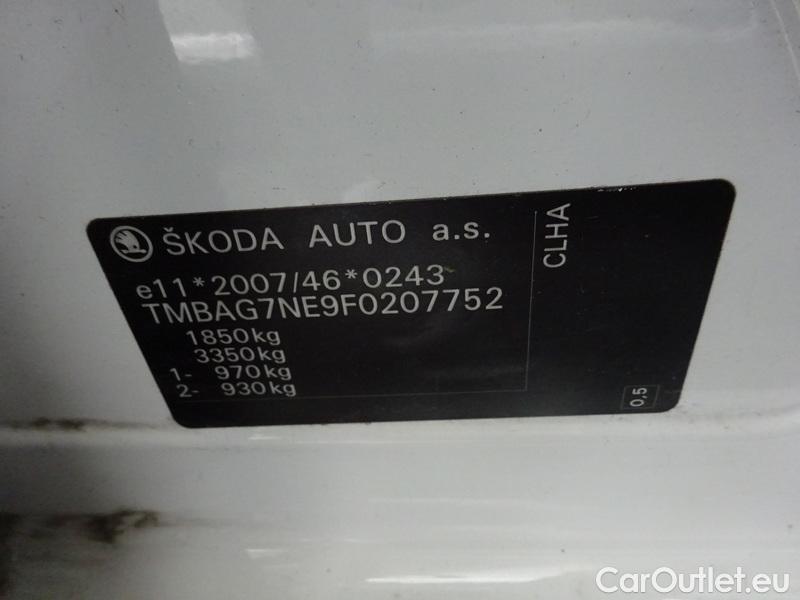 ŠKODA AUTO a.s.
e11*2007/46*0243
TMBAG7NE9F0207752
1850kg
3350kg
1- 970kg
2- 930kg
CLHA
0,5
CarOutlet.eu